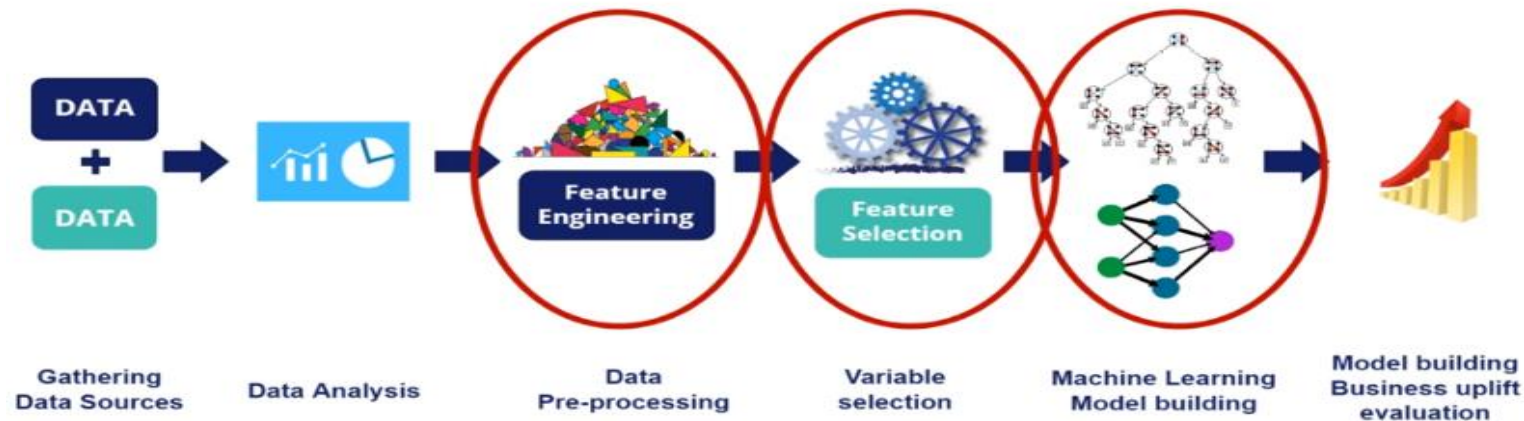 DATA
+
DATA
Feature
Engineering
Feature
Selection
Gathering
Data Sources
Data Analysis
Data
Pre-processing
Variable
selection
Machine Learning
Model building
Model building
Business uplift
evaluation